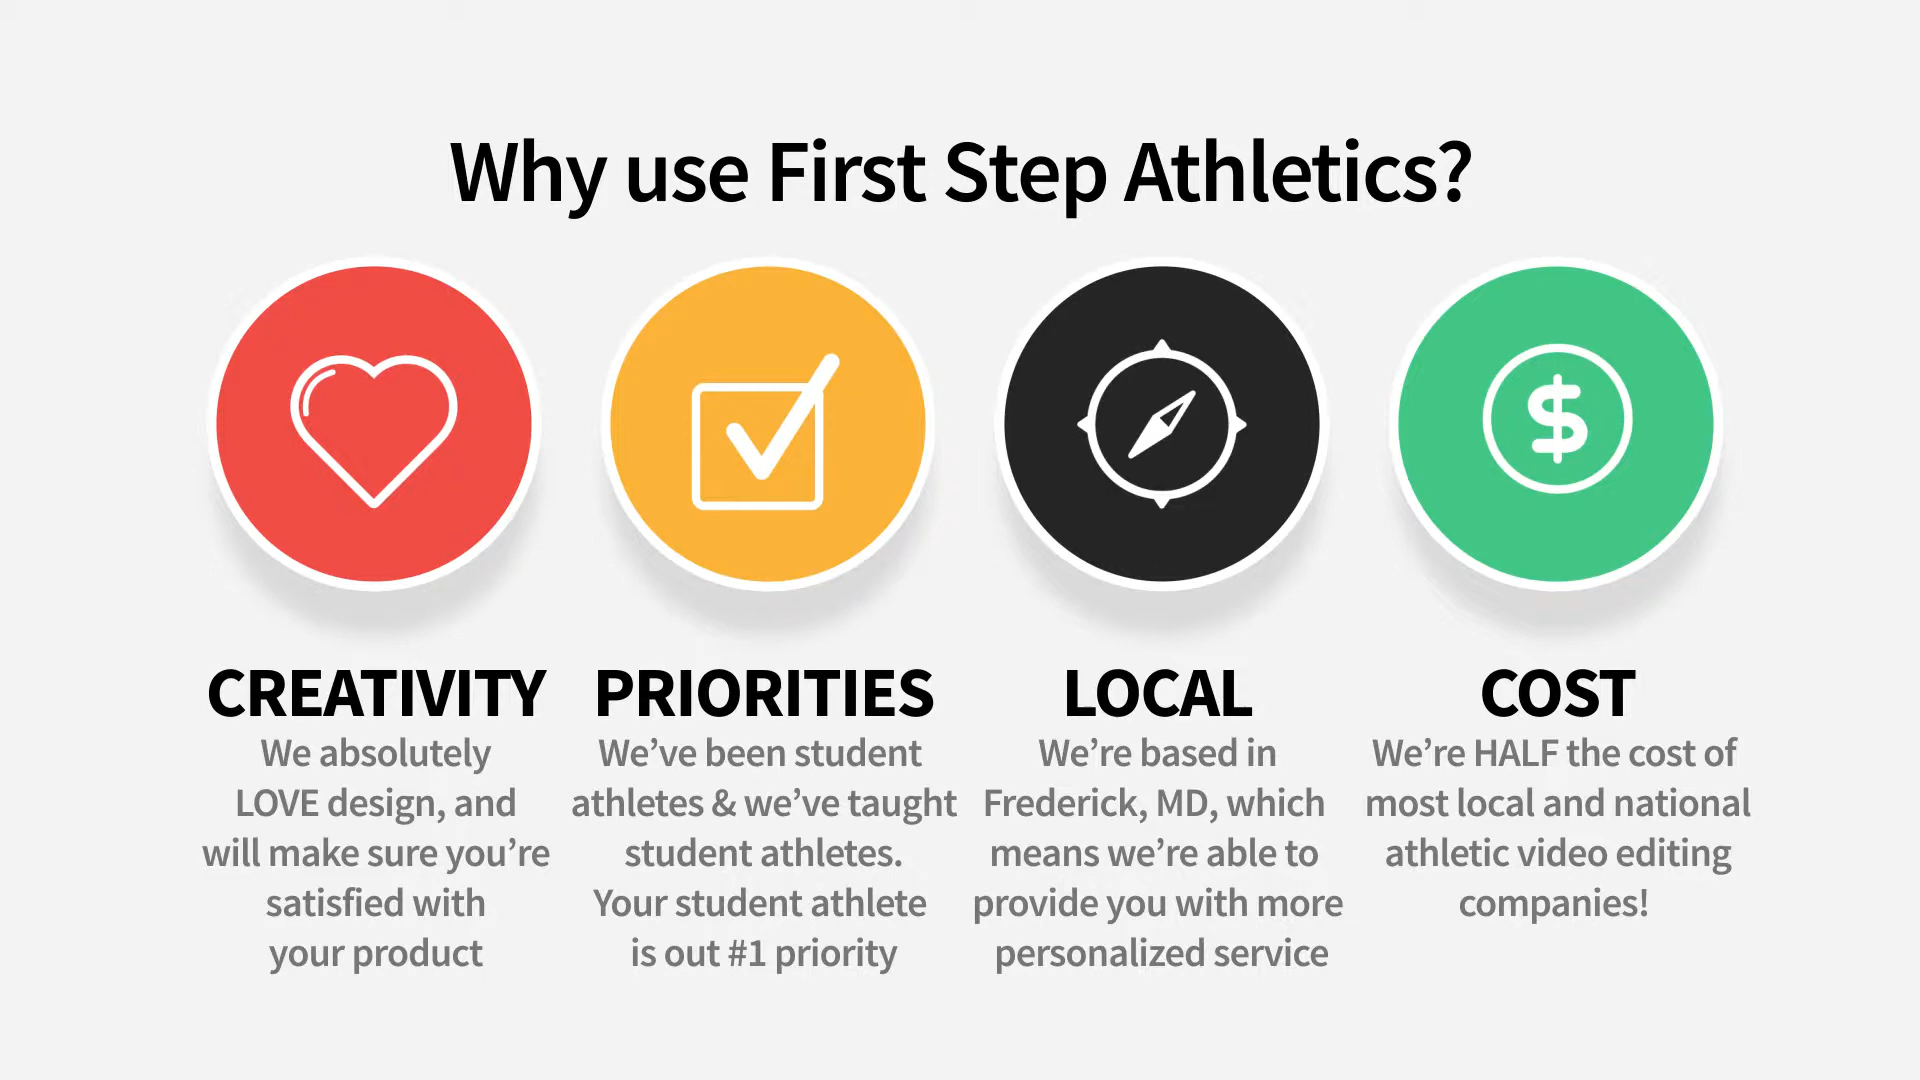 Why use First Step Athletics?
CREATIVITY
We absolutely
LOVE design, and
will make sure you’re
satisfied with
your product
PRIORITIES
We’ve been student
athletes & we’ve taught
student athletes.
Your student athlete
is out #1 priority
LOCAL
We’re based in
Frederick, MD, which
means we’re able to
provide you with more
personalized service
COST
We’re HALF the cost of
most local and national
athletic video editing
companies!